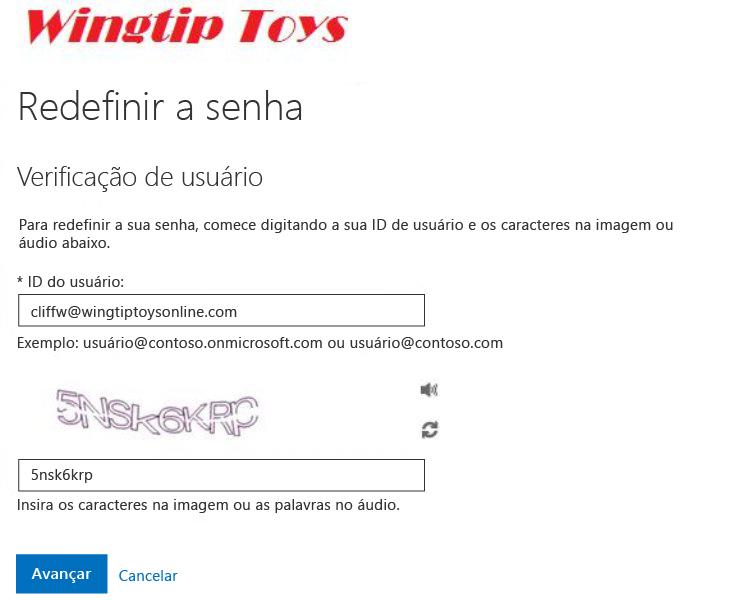 Wingtip Toys
Redefinir a senha
Verificação de usuário
Para redefinir a sua senha, comece digitando a sua ID de usuário e os caracteres na imagem ou
áudio abaixo.
* ID do usuário:
cliffw@wingtiptoysonline.com
Exemplo: usuário@contoso.onmicrosoft.com ou usuário@contoso.com
5NSk6KRP
5nsk6krp
Insira os caracteres na imagem ou as palavras no áudio.
Avançar Cancelar